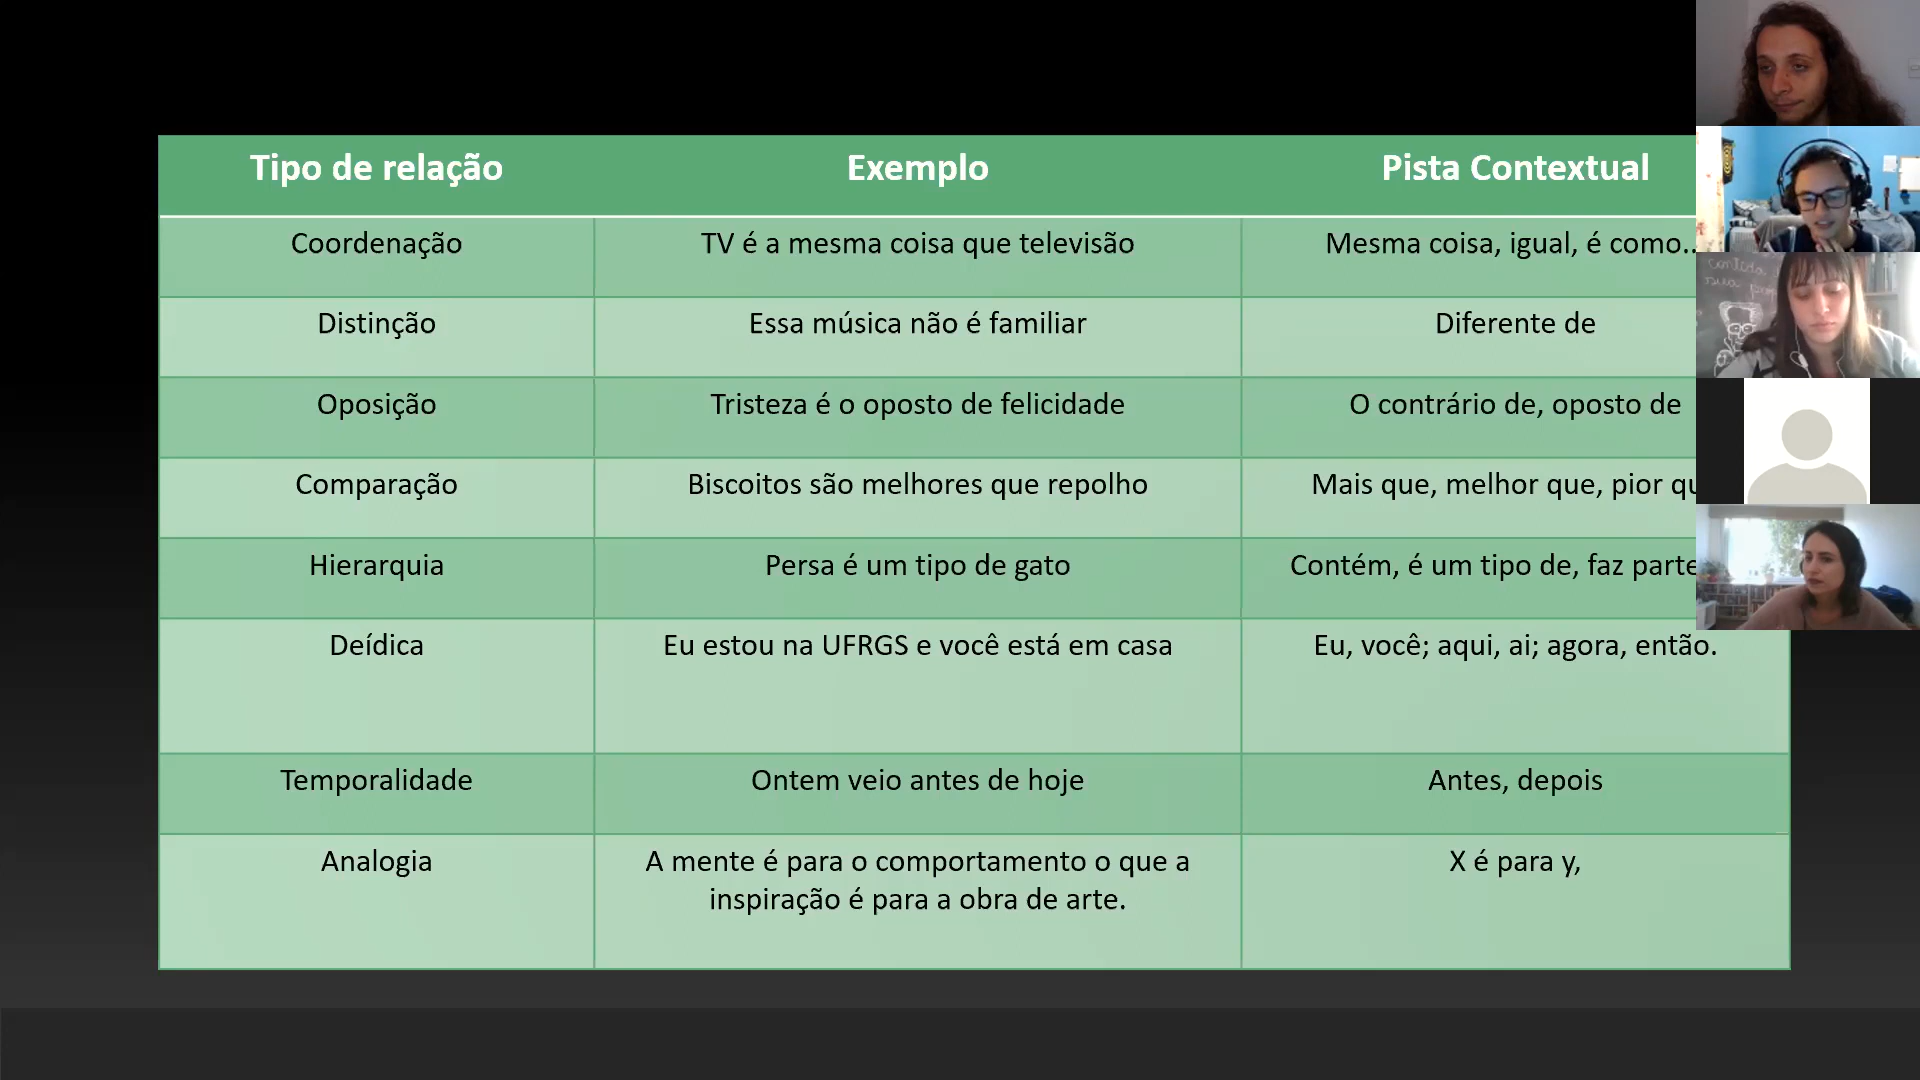 Tipo de relação Exemplo Pista Contextual
Coordenação TV é a mesma coisa que televisão Mesma coisa, igual, é como..
Distinção Essa música não é familiar Diferente de
Oposição Tristeza é o oposto de felicidade O contrário de, oposto de
Comparação Biscoitos são melhores que repolho Mais que, melhor que, pior
Hierarquia Persa é um tipo de gato Contém, é um tipo de, faz parte
Deídica Eu estou na UFRGS e você está em casa Eu, você; aqui, ai; agora, então.
Temporalidade Ontem veio antes de hoje Antes, depois
Analogia A mente é para o comportamento o que a
inspiração é para a obra de arte.
X é para y,